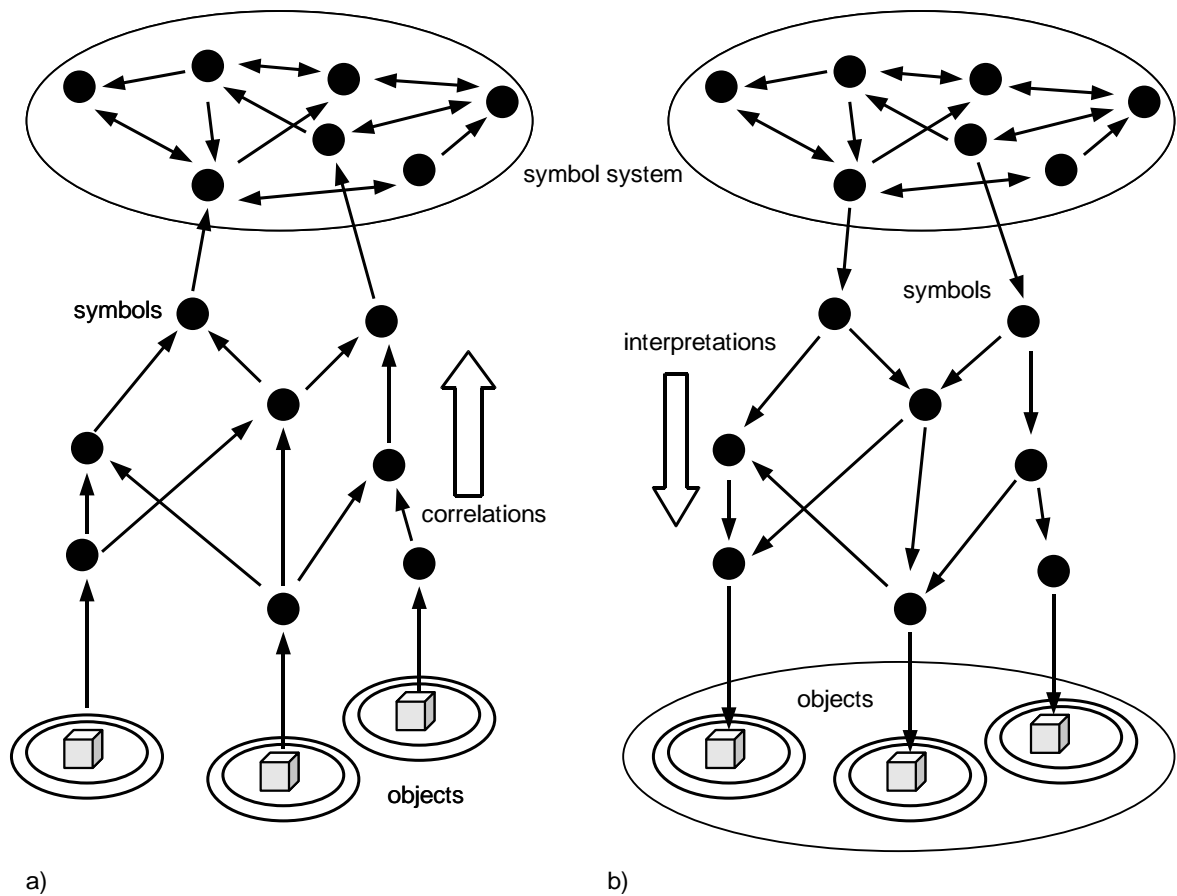 symbol system
symbols
symbols
interpretations
correlations
objects
objects
a)
b)